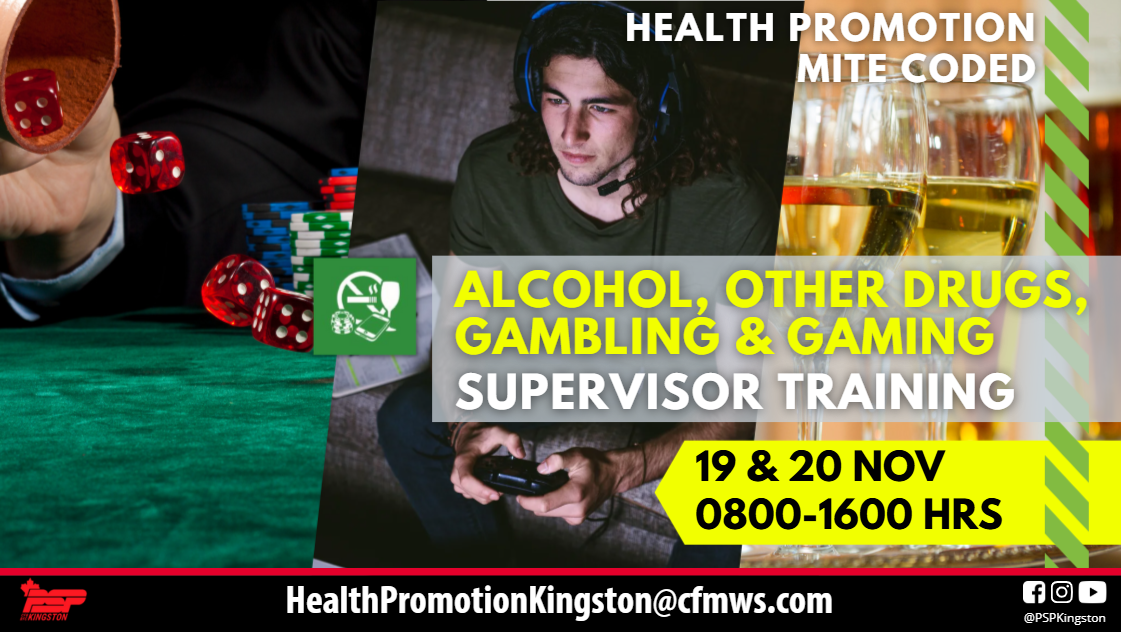 HEALTH PROMOTION
MITE CODED
ALCOHOL, OTHER DRUGS,
GAMBLING & GAMING
SUPERVISOR TRAINING
19 & 20 NOV
0800-1600 HRS
PSP
KINGSTON
HealthPromotionKingston@cfmws.com
@PSPKingston